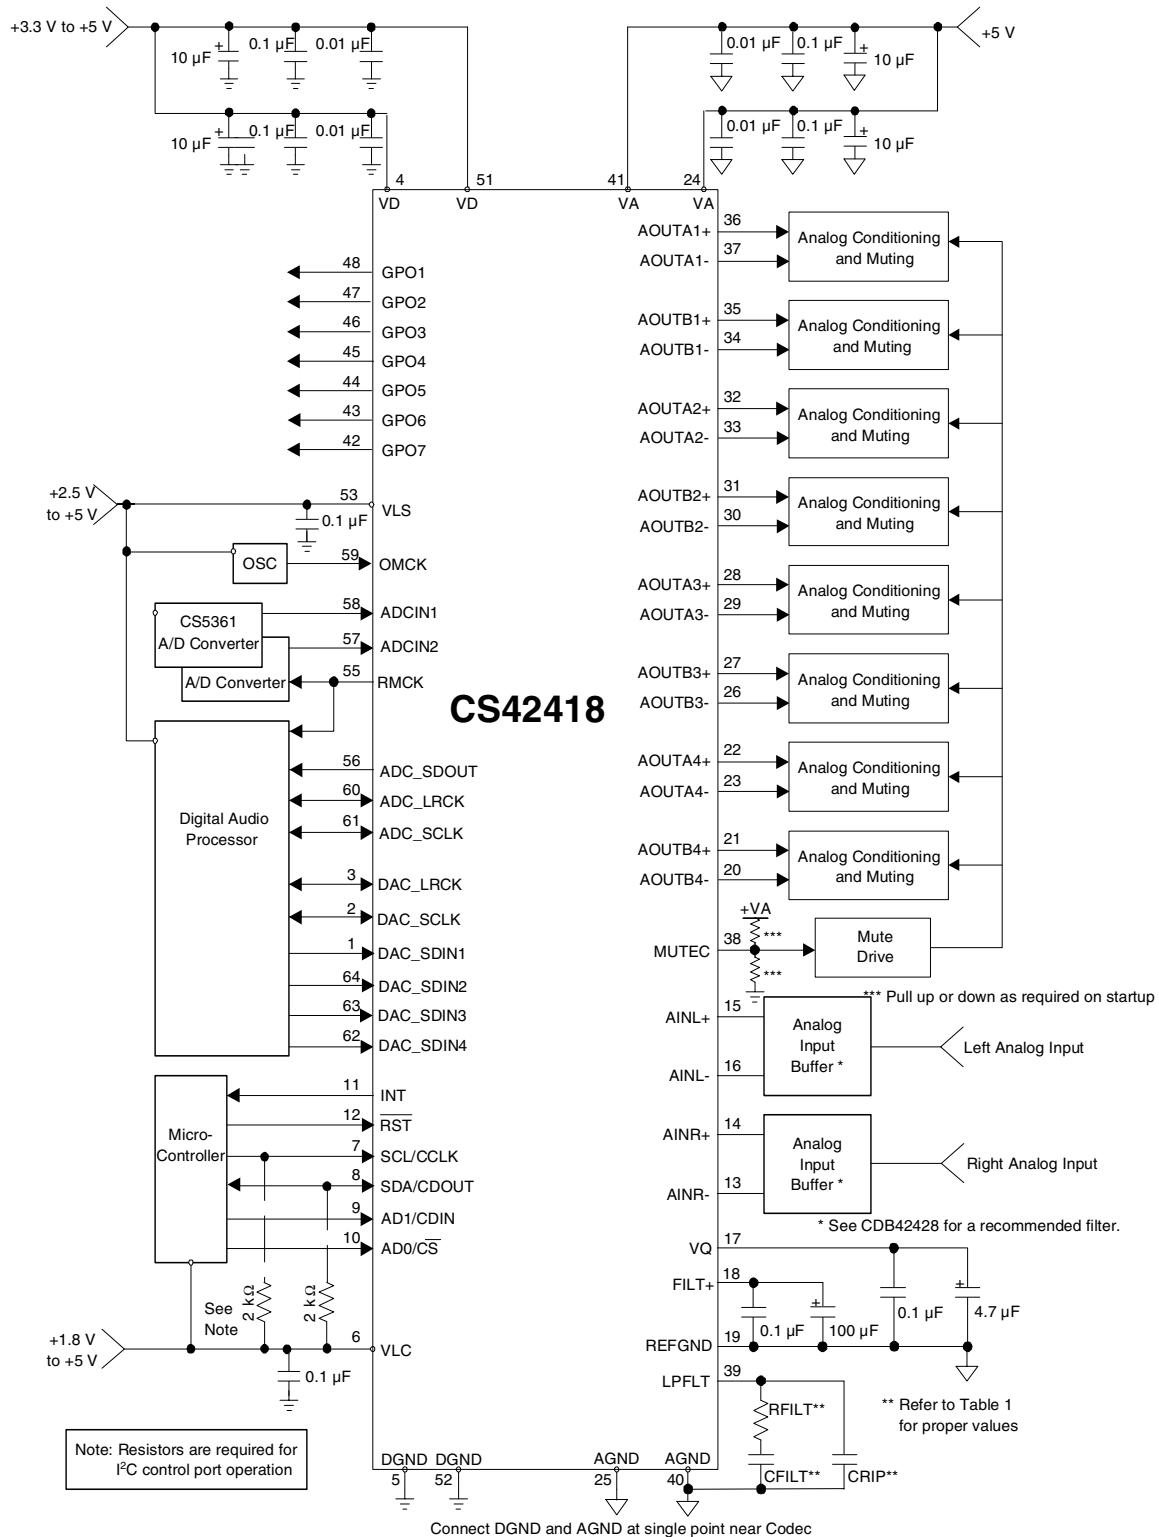 +3.3 V to +5 V
+
10 µF
0.1 µF
0.01 µF
0.01 µF
0.1 µF
+
10 µF
+5 V
+
10 µF
0.1 µF
0.01 µF
0.01 µF
0.1 µF
+
10 µF
4
51
41
24
VD
VD
VA
VA
48
GPO1
47
GPO2
46
GPO3
45
GPO4
44
GPO5
43
GPO6
42
GPO7
+2.5 V
to +5 V
53
VLS
0.1 µF
OSC
59
OMCK
CS5361
A/D Converter
58
ADCIN1
57
ADCIN2
A/D Converter
55
RMCK
CS42418
Digital Audio
Processor
56
ADC_SDOUT
60
ADC_LRCK
61
ADC_SCLK
3
DAC_LRCK
2
DAC_SCLK
1
DAC_SDIN1
64
DAC_SDIN2
63
DAC_SDIN3
62
DAC_SDIN4
Micro-
Controller
11
INT
12
RST
7
SCL/CCLK
8
SDA/CDOUT
9
AD1/CDIN
10
AD0/CS
See
Note
2 kΩ
2 kΩ
+1.8 V
to +5 V
6
VLC
0.1 µF
Note: Resistors are required for
I²C control port operation
AOUTA1+
36
AOUTA1-
37
Analog Conditioning
and Muting
AOUTB1+
35
AOUTB1-
34
Analog Conditioning
and Muting
AOUTA2+
32
AOUTA2-
33
Analog Conditioning
and Muting
AOUTB2+
31
AOUTB2-
30
Analog Conditioning
and Muting
AOUTA3+
28
AOUTA3-
29
Analog Conditioning
and Muting
AOUTB3+
27
AOUTB3-
26
Analog Conditioning
and Muting
AOUTA4+
22
AOUTA4-
23
Analog Conditioning
and Muting
AOUTB4+
21
AOUTB4-
20
Analog Conditioning
and Muting
+VA
***
MUTEC
38
***
Mute
Drive
*** Pull up or down as required on startup
AINL+
15
AINL-
16
Analog
Input
Buffer *
Left Analog Input
AINR+
14
AINR-
13
Analog
Input
Buffer *
Right Analog Input
* See CDB42428 for a recommended filter.
VQ
17
FILT+
18
0.1 µF
+
100 µF
0.1 µF
+
4.7 µF
REFGND
19
LPFLT
39
RFILT**
CFILT**
CRIP**
** Refer to Table 1
for proper values
DGND
DGND
AGND
AGND
5
52
25
40
Connect DGND and AGND at single point near Codec